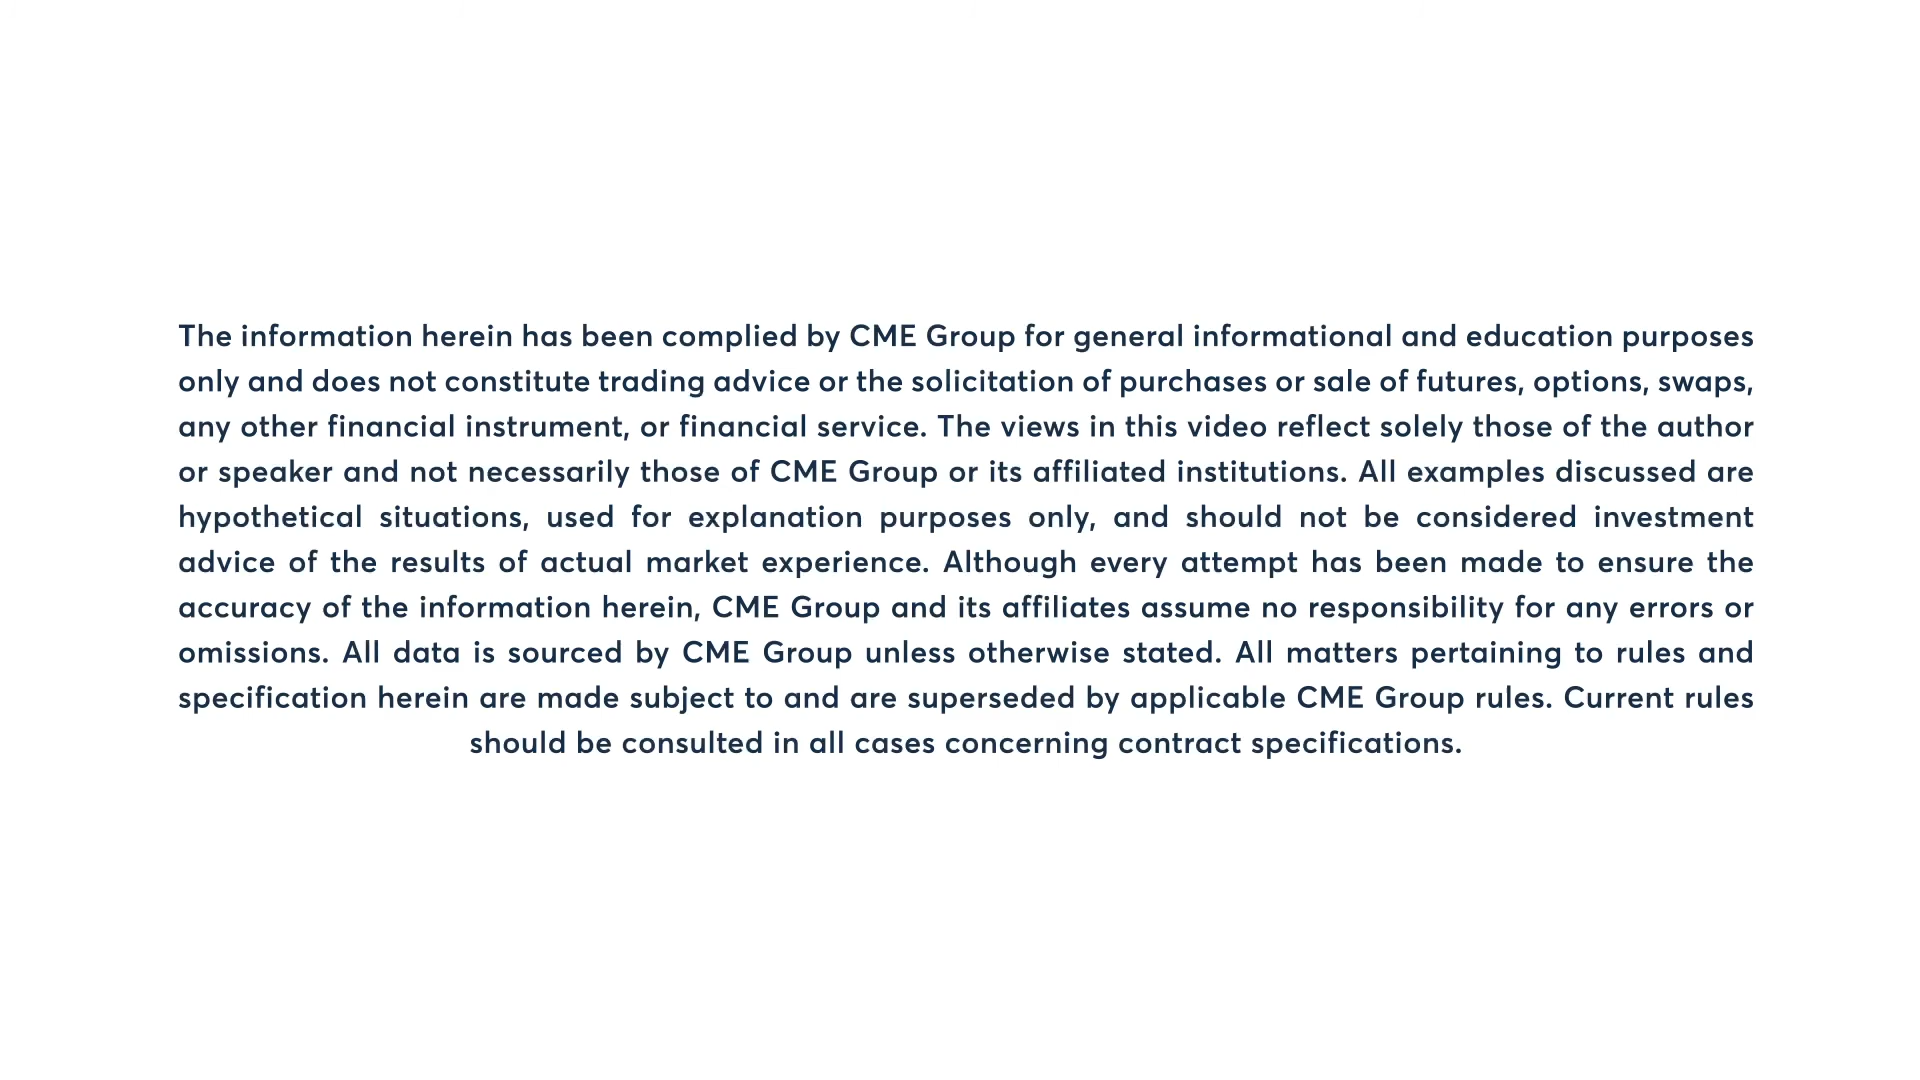 The information herein has been complied by CME Group for general informational and education purposes
only and does not constitute trading advice or the solicitation of purchases or sale of futures, options, swaps,
any other financial instrument, or financial service. The views in this video reflect solely those of the author
or speaker and not necessarily those of CME Group or its affiliated institutions. All examples discussed are
hypothetical situations, used for explanation purposes only, and should not be considered investment
advice of the results of actual market experience. Although every attempt has been made to ensure the
accuracy of the information herein, CME Group and its affiliates assume no responsibility for any errors or
omissions. All data is sourced by CME Group unless otherwise stated. All matters pertaining to rules and
specification herein are made subject to and are superseded by applicable CME Group rules. Current rules
should be consulted in all cases concerning contract specifications.